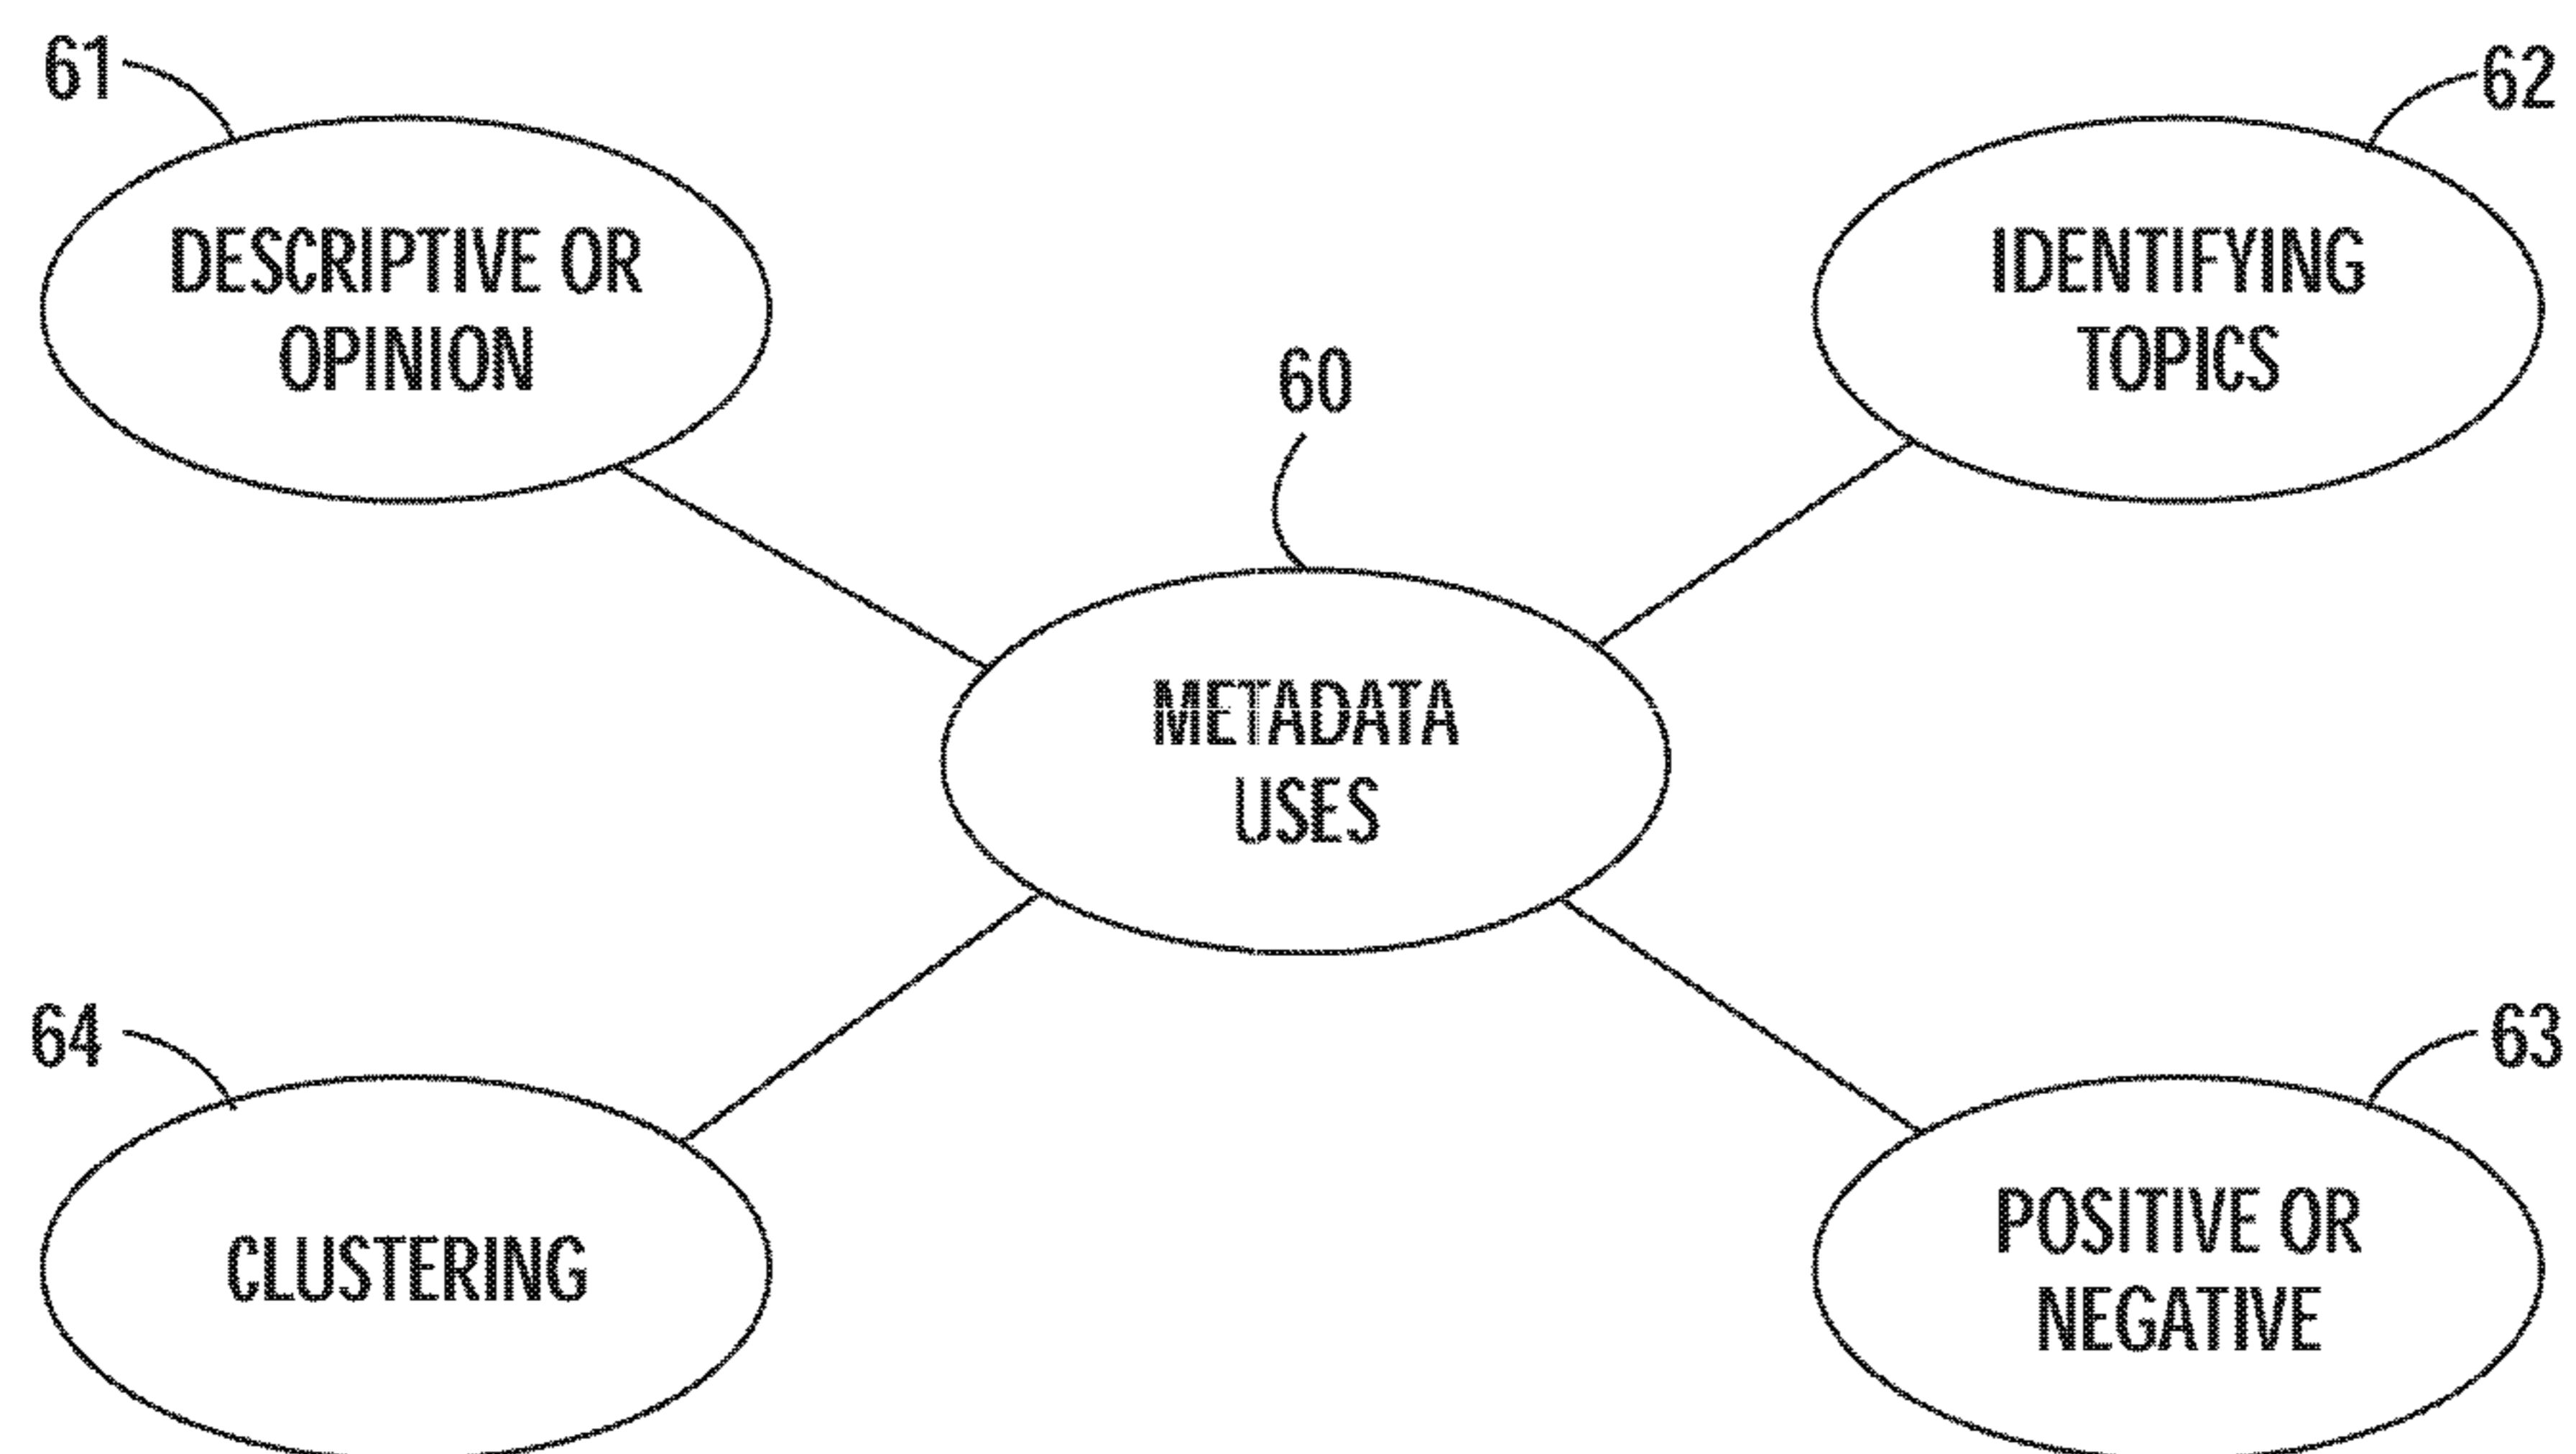 61
62
DESCRIPTIVE OR
OPINION
IDENTIFYING
TOPICS
60
METADATA
USES
64
63
CLUSTERING
POSITIVE OR
NEGATIVE